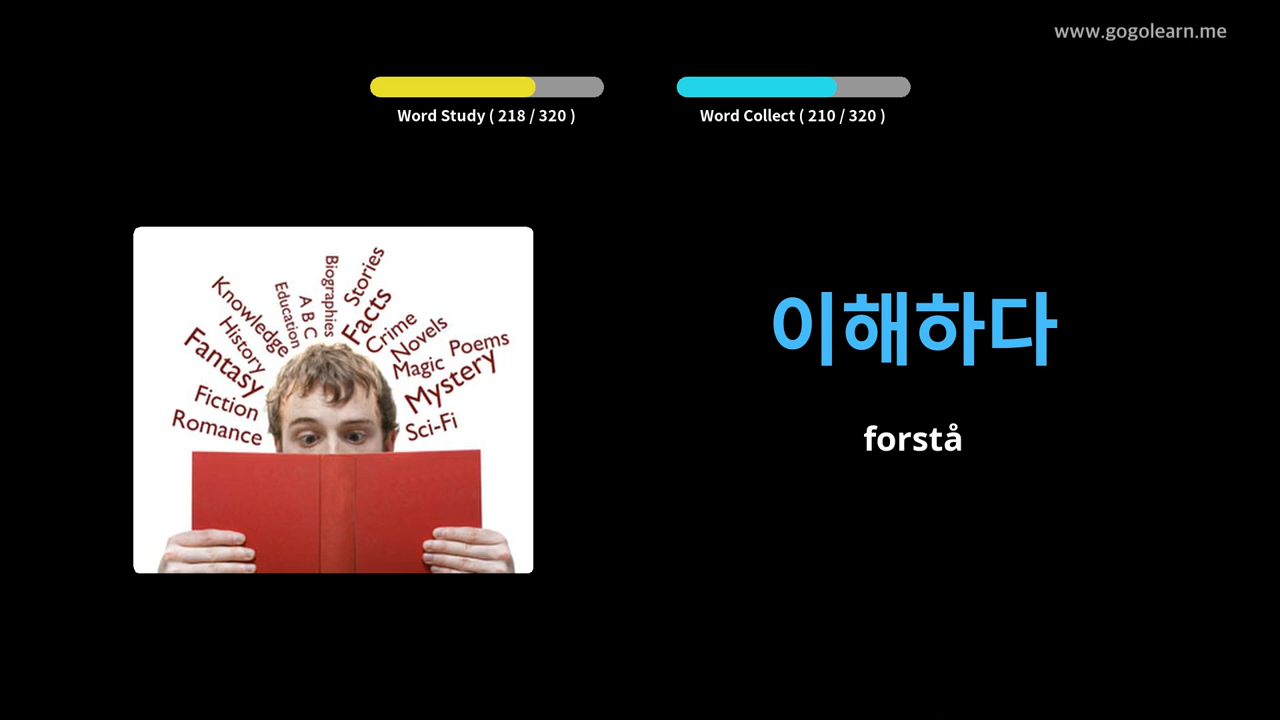 www.gogolearn.me
Word Study ( 218 / 320 )
Word Collect ( 210 / 320 )
Biographies
Stories
Education
A B C
Facts
Knowledge
Crime
History
Novels
Poems
Fantasy
Magic
Mystery
Fiction
Romance
Sci-Fi
이해하다
forstå